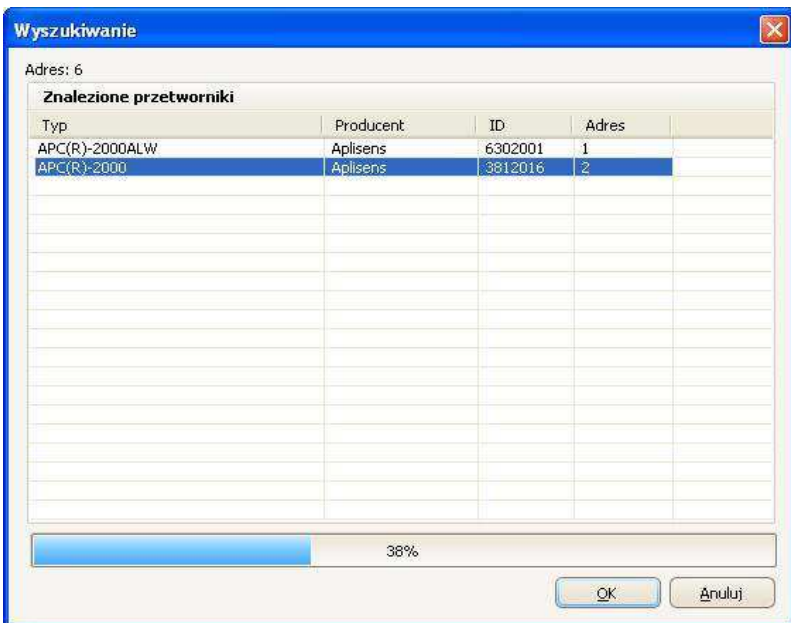 Wyszukiwanie
Adres: 6
Znalezione przetworniki
Typ Producent ID Adres
APC(R)-2000ALW Aplisens 6302001 1
APC(R)-2000 Aplisens 3812016 2
38%
OK Anuluj